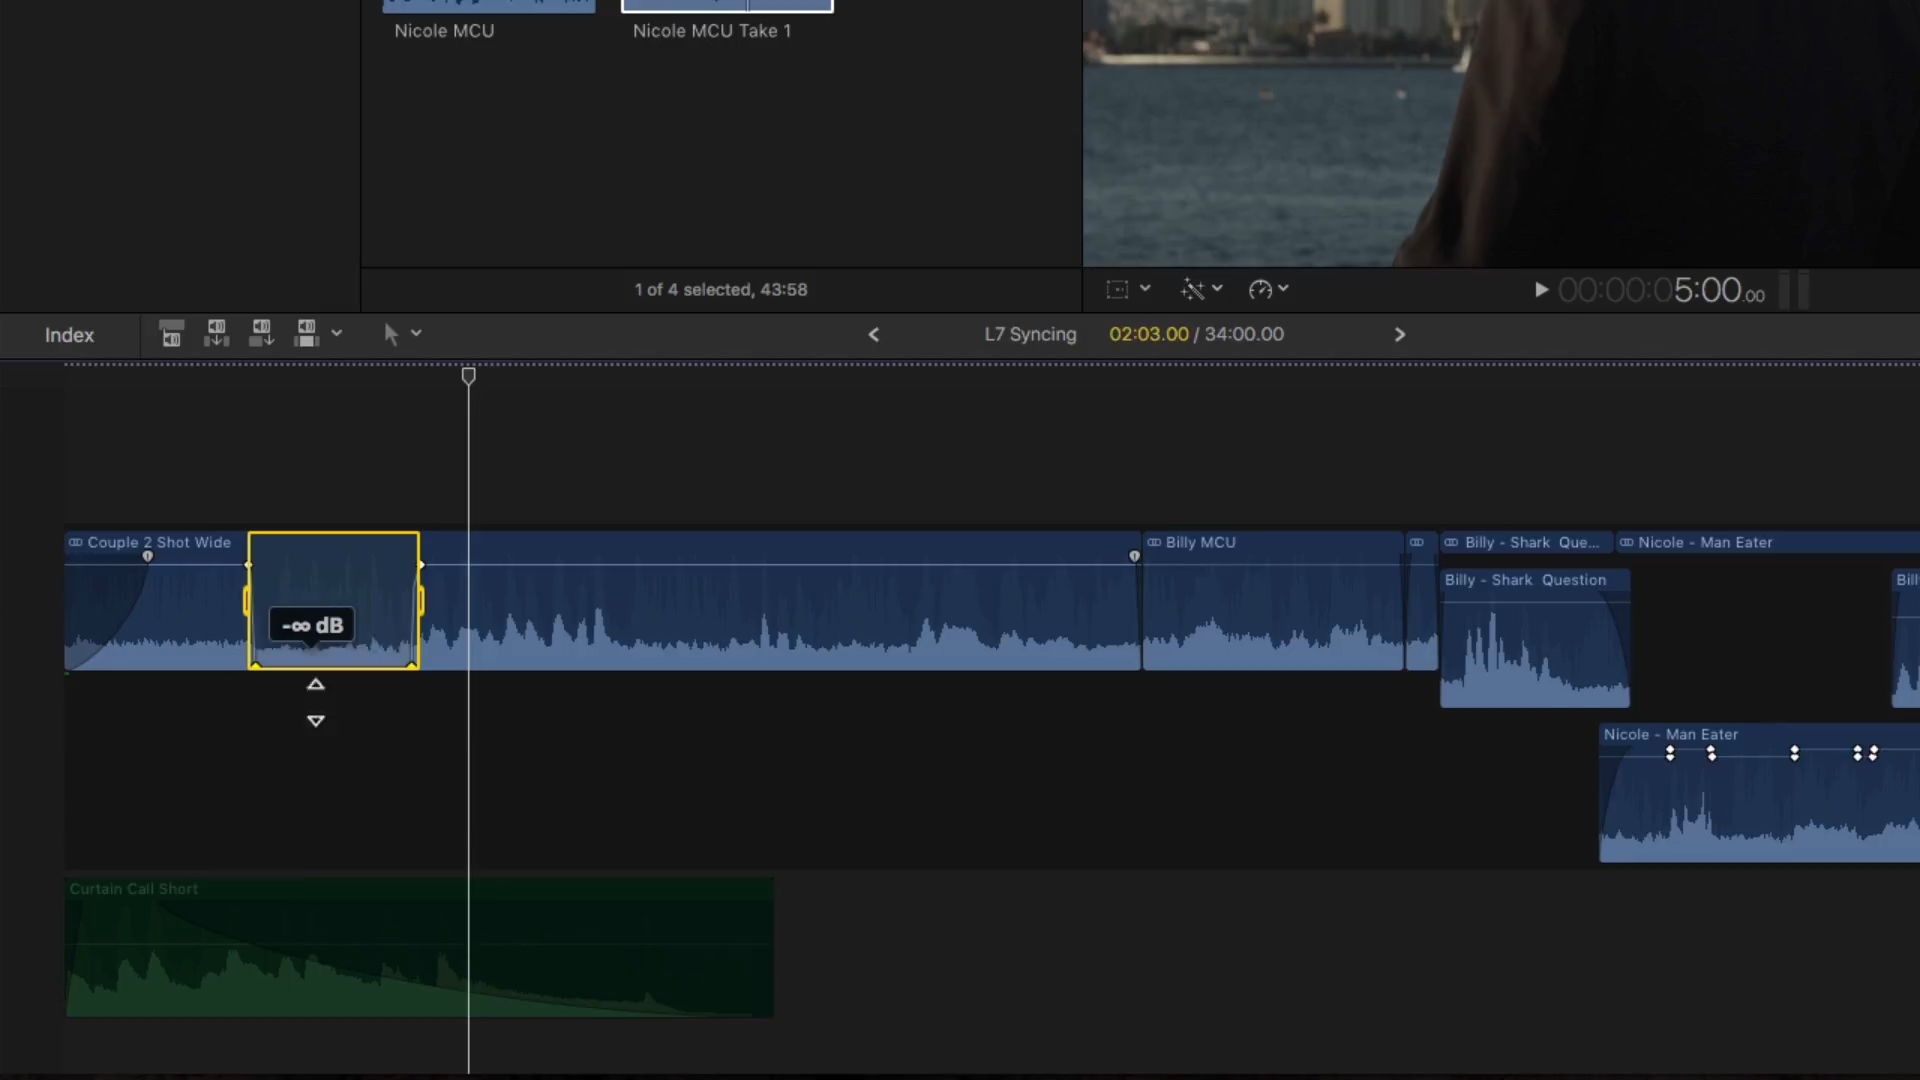 Nicole MCU
Nicole MCU Take 1
1 of 4 selected, 43:58
00:00:05:00.00
Index
L7 Syncing
02:03.00 / 34:00.00
Couple 2 Shot Wide
Billy MCU
Billy - Shark Que...
Nicole - Man Eater
Billy - Shark Question
Bill
-∞ dB
Nicole - Man Eater
Curtain Call Short